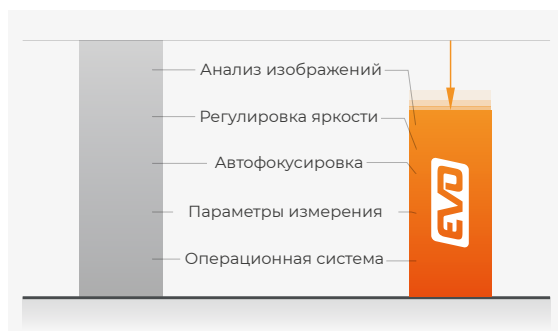 Анализ изображений
Регулировка яркости
Автофокусировка
Параметры измерения
Операционная система
EVO